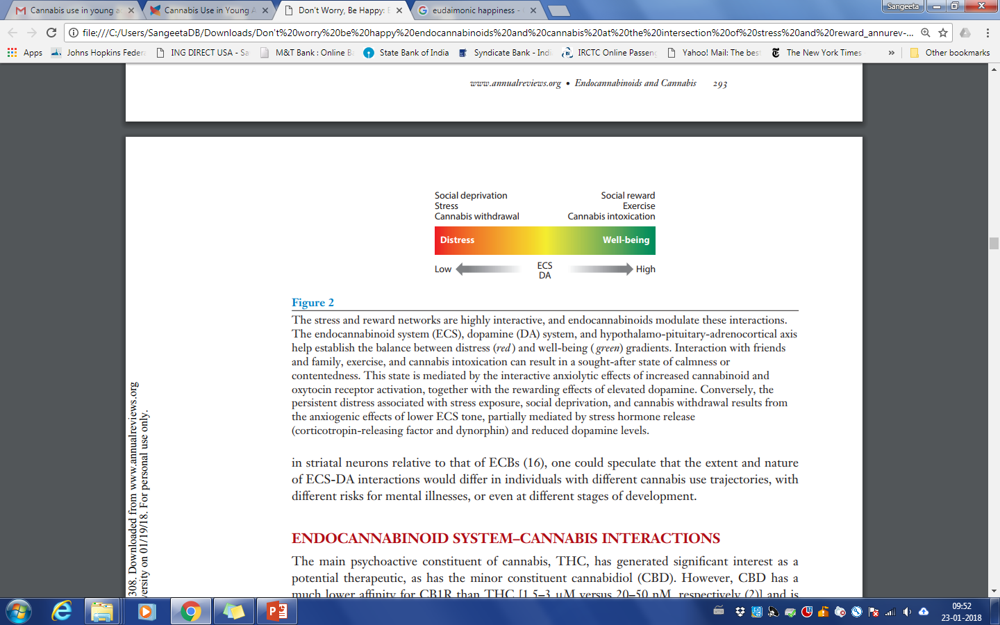 Cannabis use in young a
Cannabis Use in Young A
Don't Worry, Be Happy: E
eudaimonic happiness -
Sangeeta
file:///C:/Users/SangeetaDB/Downloads/Don't%20worry%20be%20happy%20endocannabinoids%20and%20cannabis%20at%20the%20intersection%20of%20stress%20and%20reward_annurev-...
Apps
Johns Hopkins Federa
ING DIRECT USA - Sa
M&T Bank : Online B
State Bank of India
Syndicate Bank - Indi
IRCTC Online Passen
Yahoo! Mail: The best
The New York Times
»
Other bookmarks
www.annualreviews.org • Endocannabinoids and Cannabis 293
Social deprivation
Stress
Cannabis withdrawal
Social reward
Exercise
Cannabis intoxication
Distress
Well-being
Low
ECS
DA
High
Figure 2
The stress and reward networks are highly interactive, and endocannabinoids modulate these interactions.
The endocannabinoid system (ECS), dopamine (DA) system, and hypothalamo-pituitary-adrenocortical axis
help establish the balance between distress (red) and well-being (green) gradients. Interaction with friends
and family, exercise, and cannabis intoxication can result in a sought-after state of calmness or
contentedness. This state is mediated by the interactive anxiolytic effects of increased cannabinoid and
oxytocin receptor activation, together with the rewarding effects of elevated dopamine. Conversely, the
persistent distress associated with stress exposure, social deprivation, and cannabis withdrawal results from
the anxiogenic effects of lower ECS tone, partially mediated by stress hormone release
(corticotropin-releasing factor and dynorphin) and reduced dopamine levels.
in striatal neurons relative to that of ECBs (16), one could speculate that the extent and nature
of ECS-DA interactions would differ in individuals with different cannabis use trajectories, with
different risks for mental illnesses, or even at different stages of development.
ENDOCANNABINOID SYSTEM–CANNABIS INTERACTIONS
The main psychoactive constituent of cannabis, THC, has generated significant interest as a
potential therapeutic, as has the minor constituent cannabidiol (CBD). However, CBD has a
much lower affinity for CB1R than THC [1.5–3 μM versus 20–50 nM, respectively (2)] and is
308. Downloaded from www.annualreviews.org
versity on 01/19/18. For personal use only.
09:52
23-01-2018